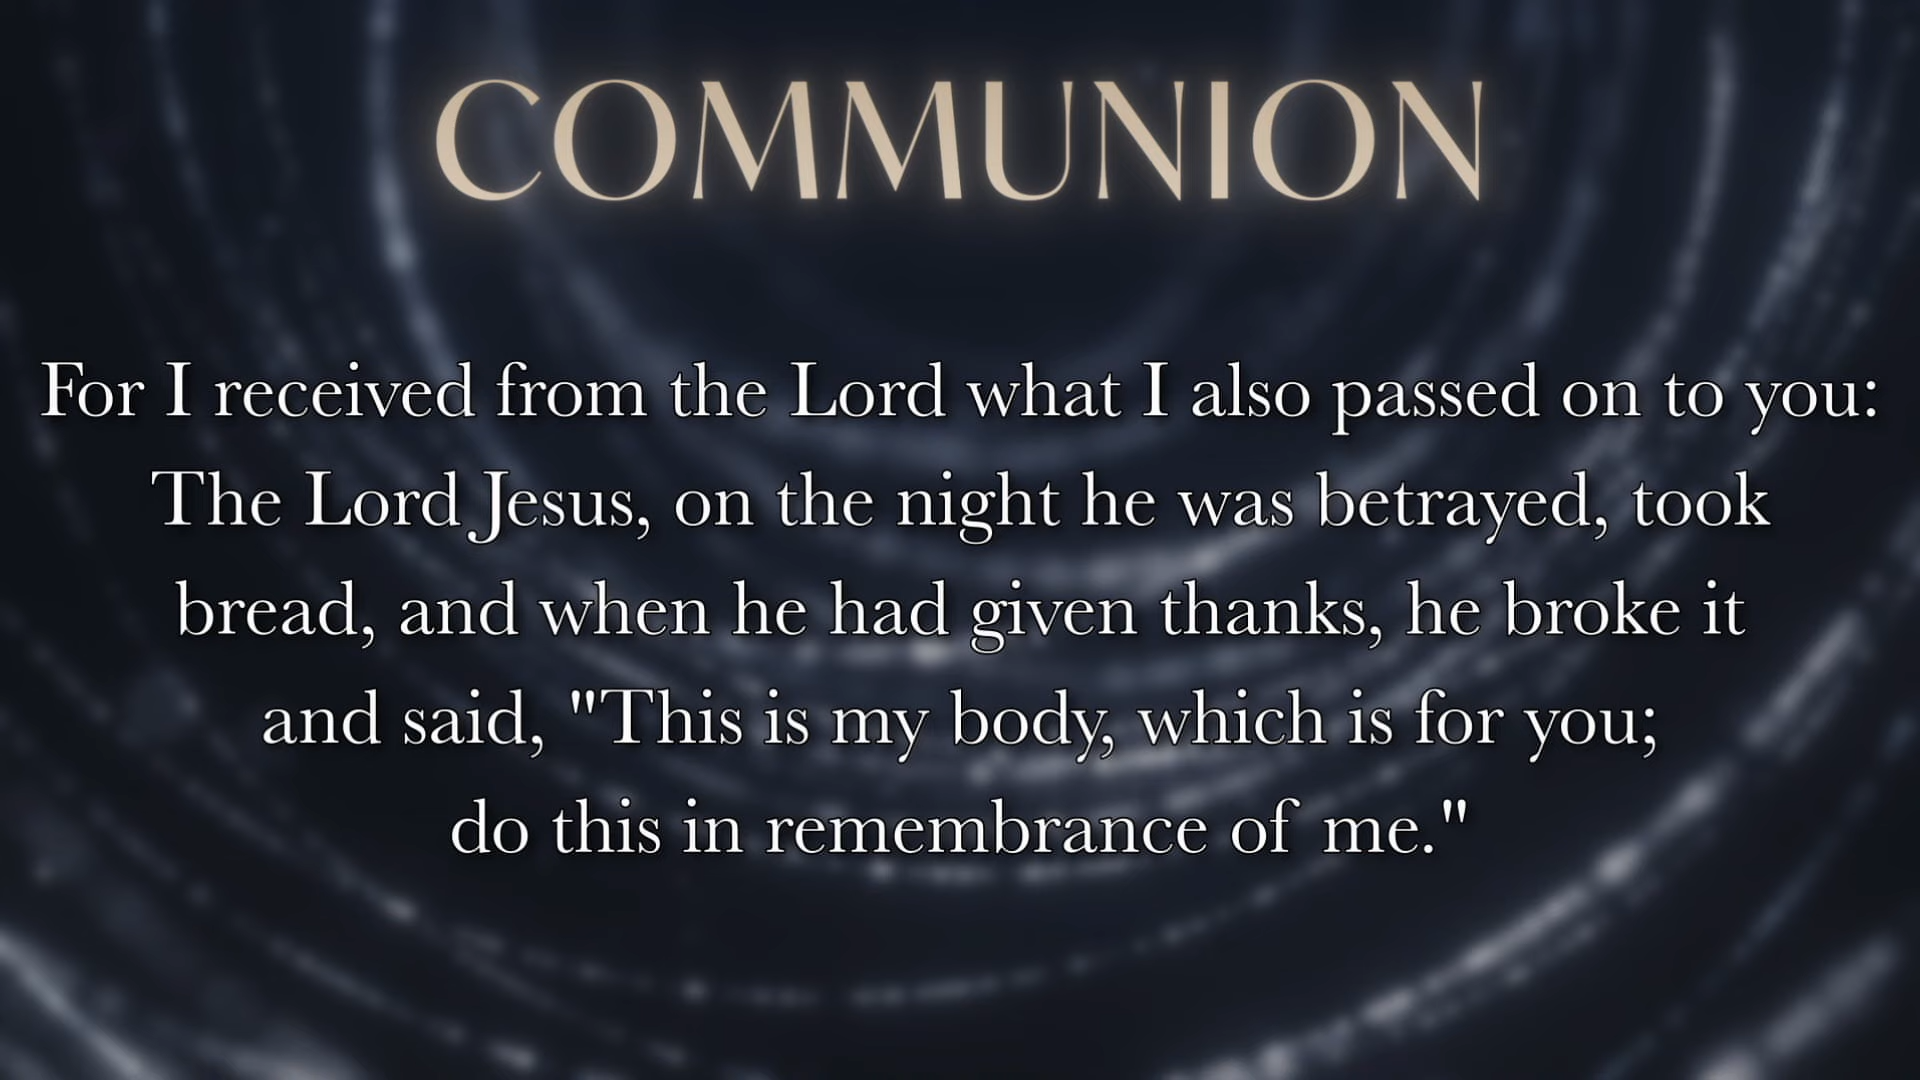 COMMUNION
For I received from the Lord what I also passed on to you:
The Lord Jesus, on the night he was betrayed, took
bread, and when he had given thanks, he broke it
and said, "This is my body, which is for you;
do this in remembrance of me."